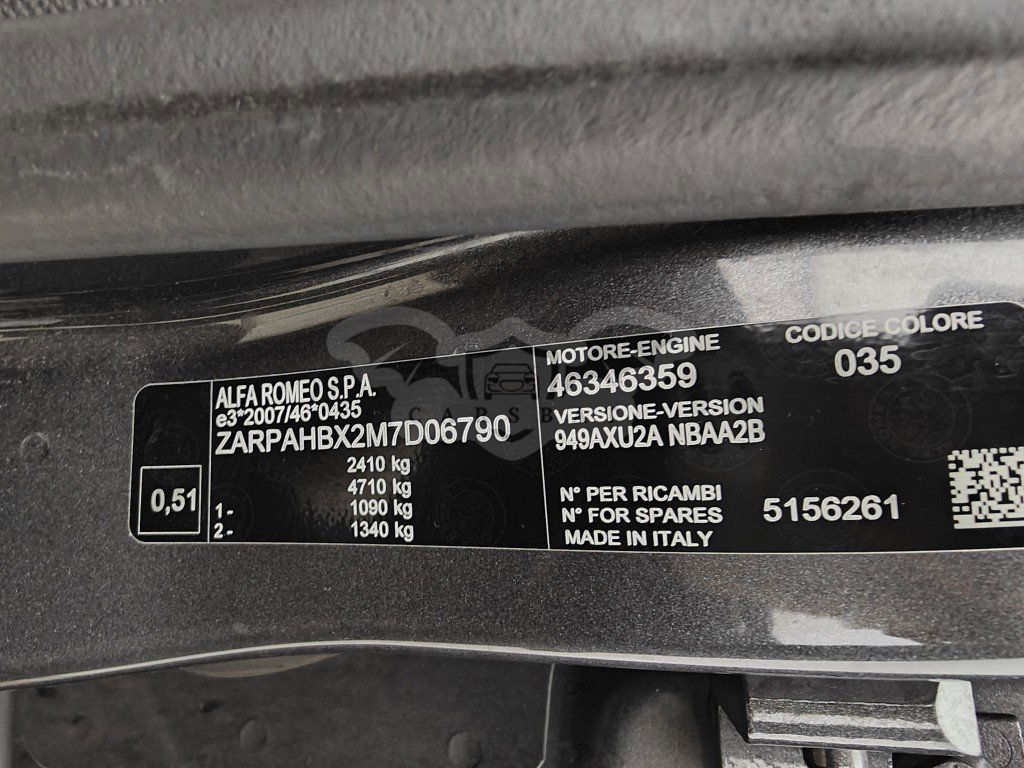 ALFA ROMEO S.P.A.
e3*2007/46*0435
ZARPAHBX2M7D06790
2410 kg
4710 kg
1- 1090 kg
2- 1340 kg
0,51
MOTORE-ENGINE
46346359
CODICE COLORE
035
VERSIONE-VERSION
949AXU2A NBAA2B
N° PER RICAMBI
N° FOR SPARES 5156261
MADE IN ITALY